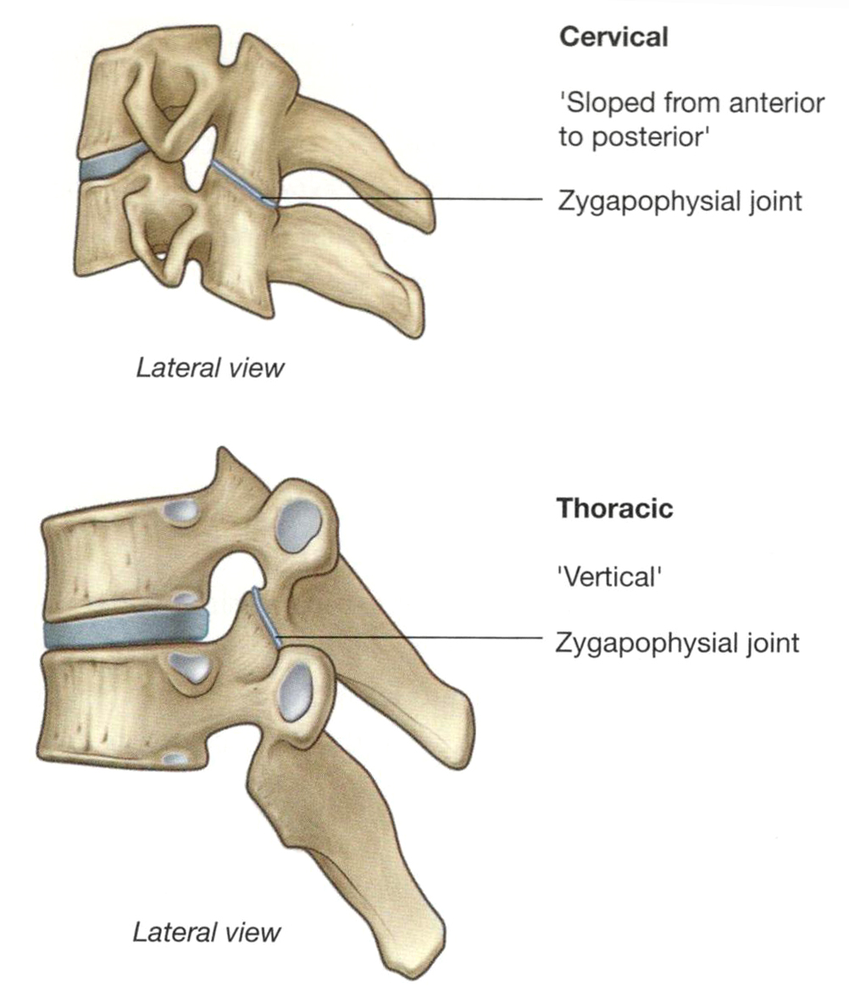 Cervical
'Sloped from anterior
to posterior'
Zygapophysial joint
Lateral view
Thoracic
'Vertical'
Zygapophysial joint
Lateral view